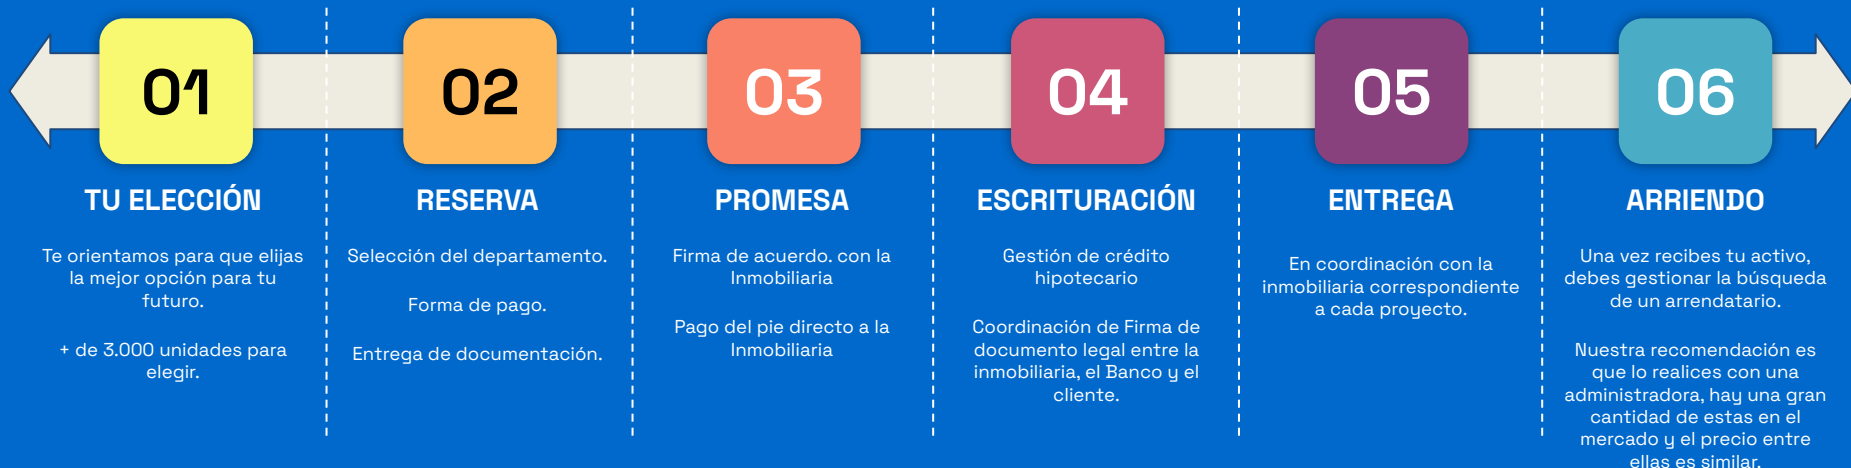 01
TU ELECCIÓN
Te orientamos para que elijas
la mejor opción para tu
futuro.
+ de 3.000 unidades para
elegir.
02
RESERVA
Selección del departamento.
Forma de pago.
Entrega de documentación.
03
PROMESA
Firma de acuerdo. con la
Inmobiliaria
Pago del pie directo a la
Inmobiliaria
04
ESCRITURACIÓN
Gestión de crédito
hipotecario
Coordinación de Firma de
documento legal entre la
inmobiliaria, el Banco y el
cliente.
05
ENTREGA
En coordinación con la
inmobiliaria correspondiente
a cada proyecto.
06
ARRIENDO
Una vez recibes tu activo,
debes gestionar la búsqueda
de un arrendatario.
Nuestra recomendación es
que lo realices con una
administradora, hay una gran
cantidad de estas en el
mercado y el precio entre
ellas es similar.